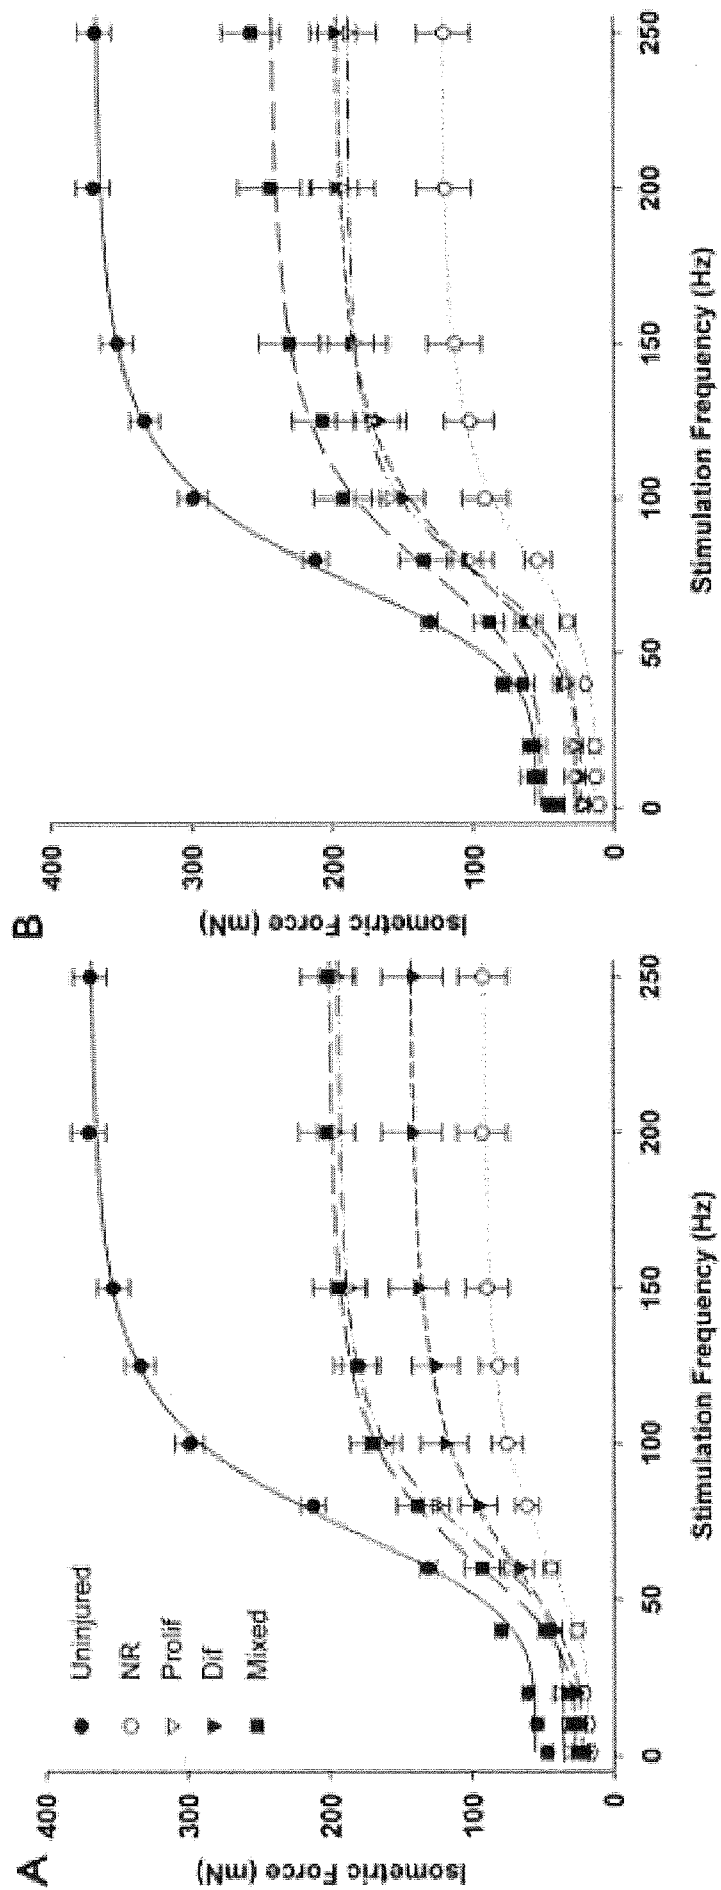 A
Isometric Force (mN)
400
300
200
100
0
Uninjured
NR
Prolif
Dif
Mixed
0
50
100
150
200
250
Stimulation Frequency (Hz)
B
Isometric Force (mN)
400
300
200
100
0
0
50
100
150
200
250
Stimulation Frequency (Hz)